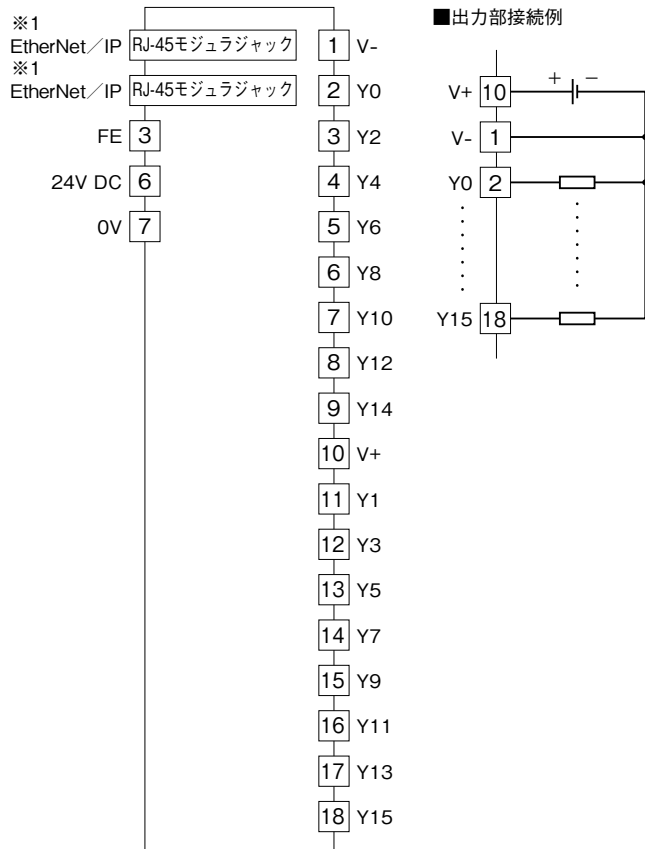 ※1
EtherNet／IP RJ-45モジュラジャック
※1
EtherNet／IP RJ-45モジュラジャック
FE 3
24V DC 6
0V 7
1 V-
2 Y0
3 Y2
4 Y4
5 Y6
6 Y8
7 Y10
8 Y12
9 Y14
10 V+
11 Y1
12 Y3
13 Y5
14 Y7
15 Y9
16 Y11
17 Y13
18 Y15
■出力部接続例
V+ 10 + −
V- 1
Y0 2
Y15 18